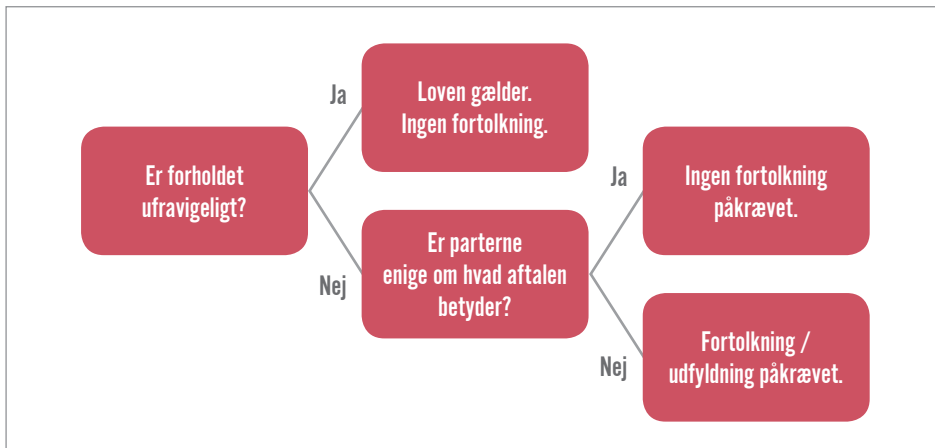 Er forholdet
ufravigeligt?
Ja
Loven gælder.
Ingen fortolkning.
Nej
Er parterne
enige om hvad aftalen
betyder?
Ja
Ingen fortolkning
påkrævet.
Nej
Fortolkning /
udfyldning påkrævet.